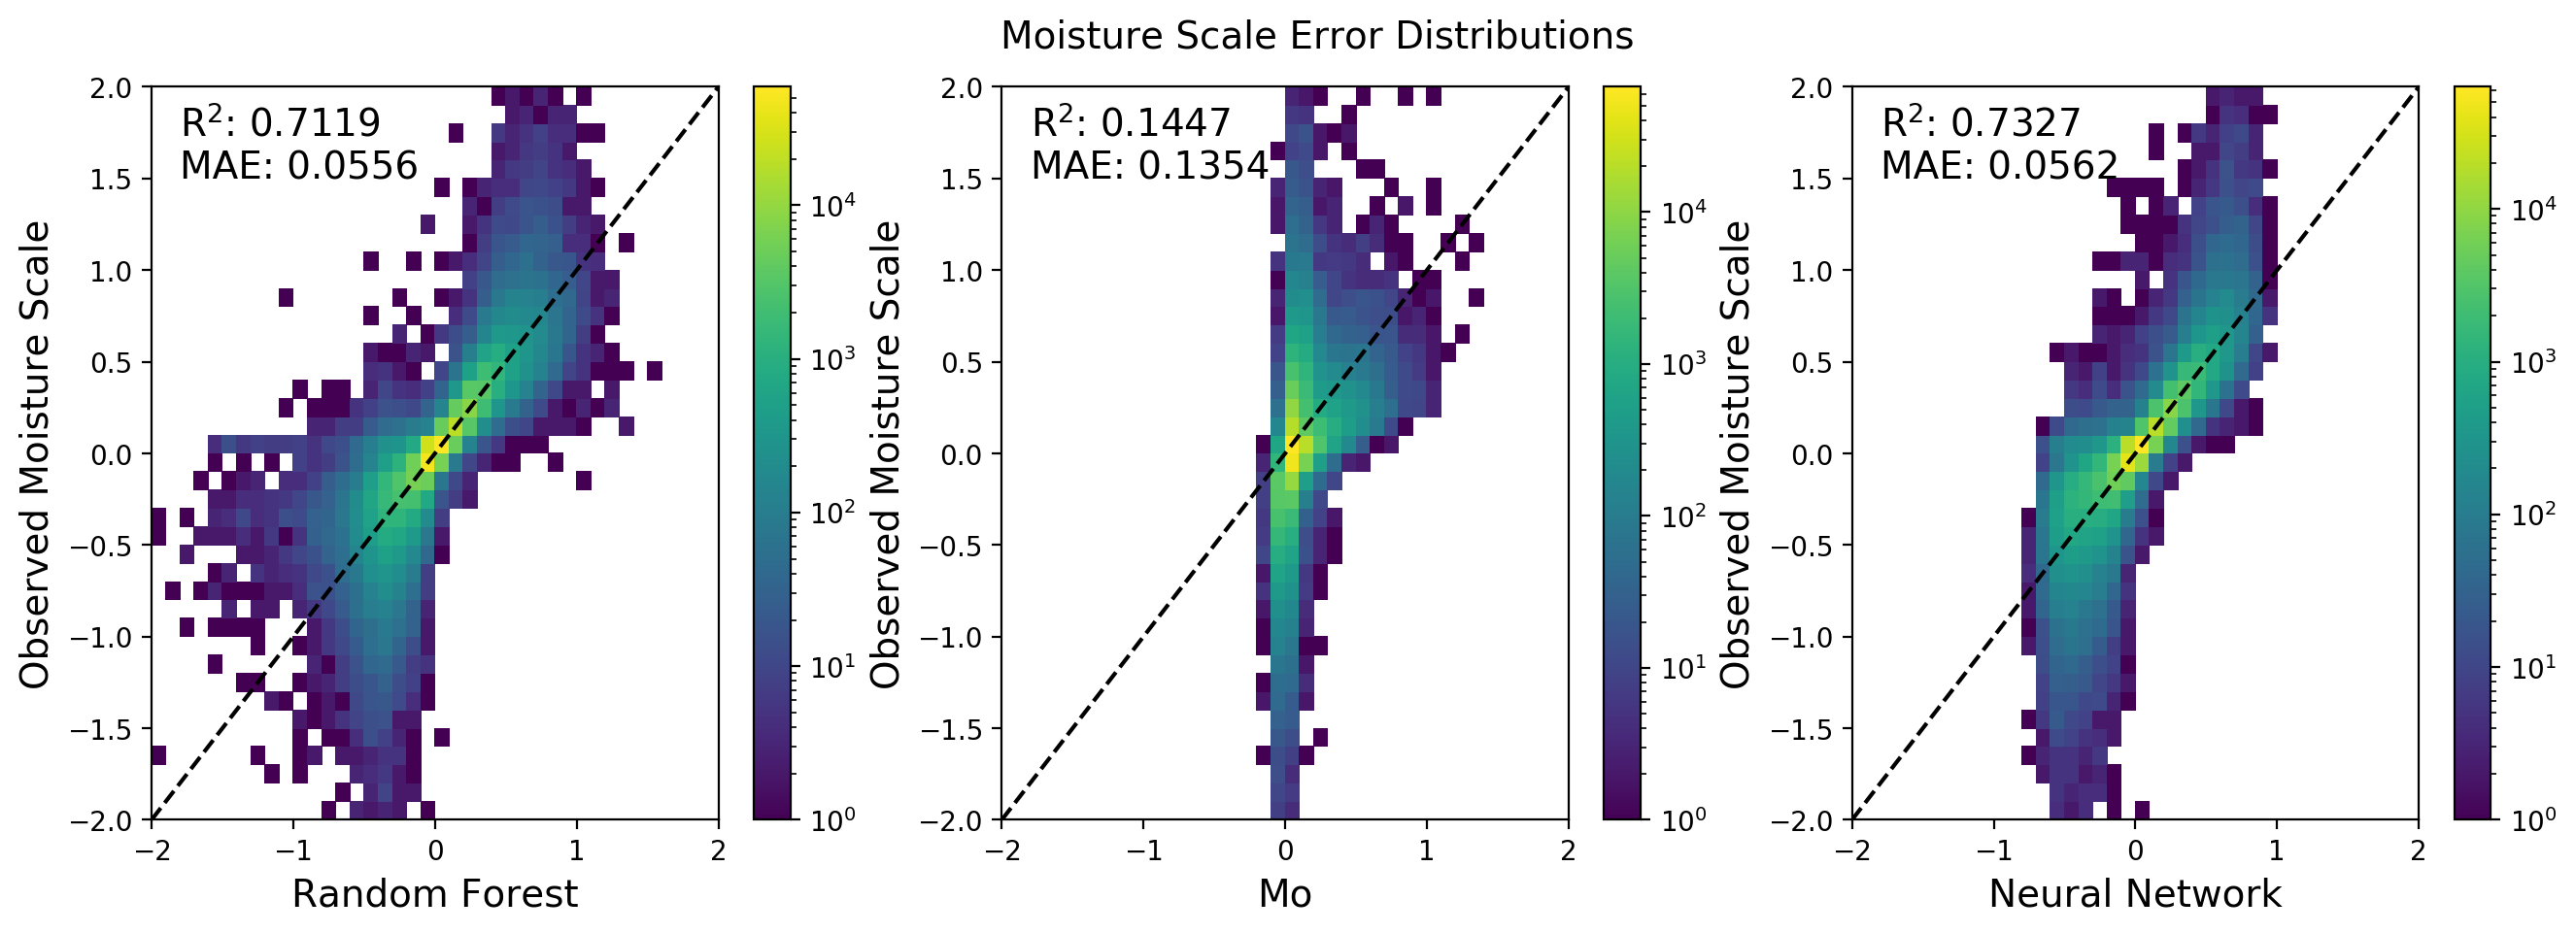 Moisture Scale Error Distributions
R²: 0.7119
MAE: 0.0556
Observed Moisture Scale
2.0
1.5
1.0
0.5
0.0
−0.5
−1.0
−1.5
−2.0
−2 −1 0 1 2
Random Forest
10⁴
10³
10²
10¹
10⁰
R²: 0.1447
MAE: 0.1354
Observed Moisture Scale
2.0
1.5
1.0
0.5
0.0
−0.5
−1.0
−1.5
−2.0
−2 −1 0 1 2
Mo
10⁴
10³
10²
10¹
10⁰
R²: 0.7327
MAE: 0.0562
Observed Moisture Scale
2.0
1.5
1.0
0.5
0.0
−0.5
−1.0
−1.5
−2.0
−2 −1 0 1 2
Neural Network
10⁴
10³
10²
10¹
10⁰